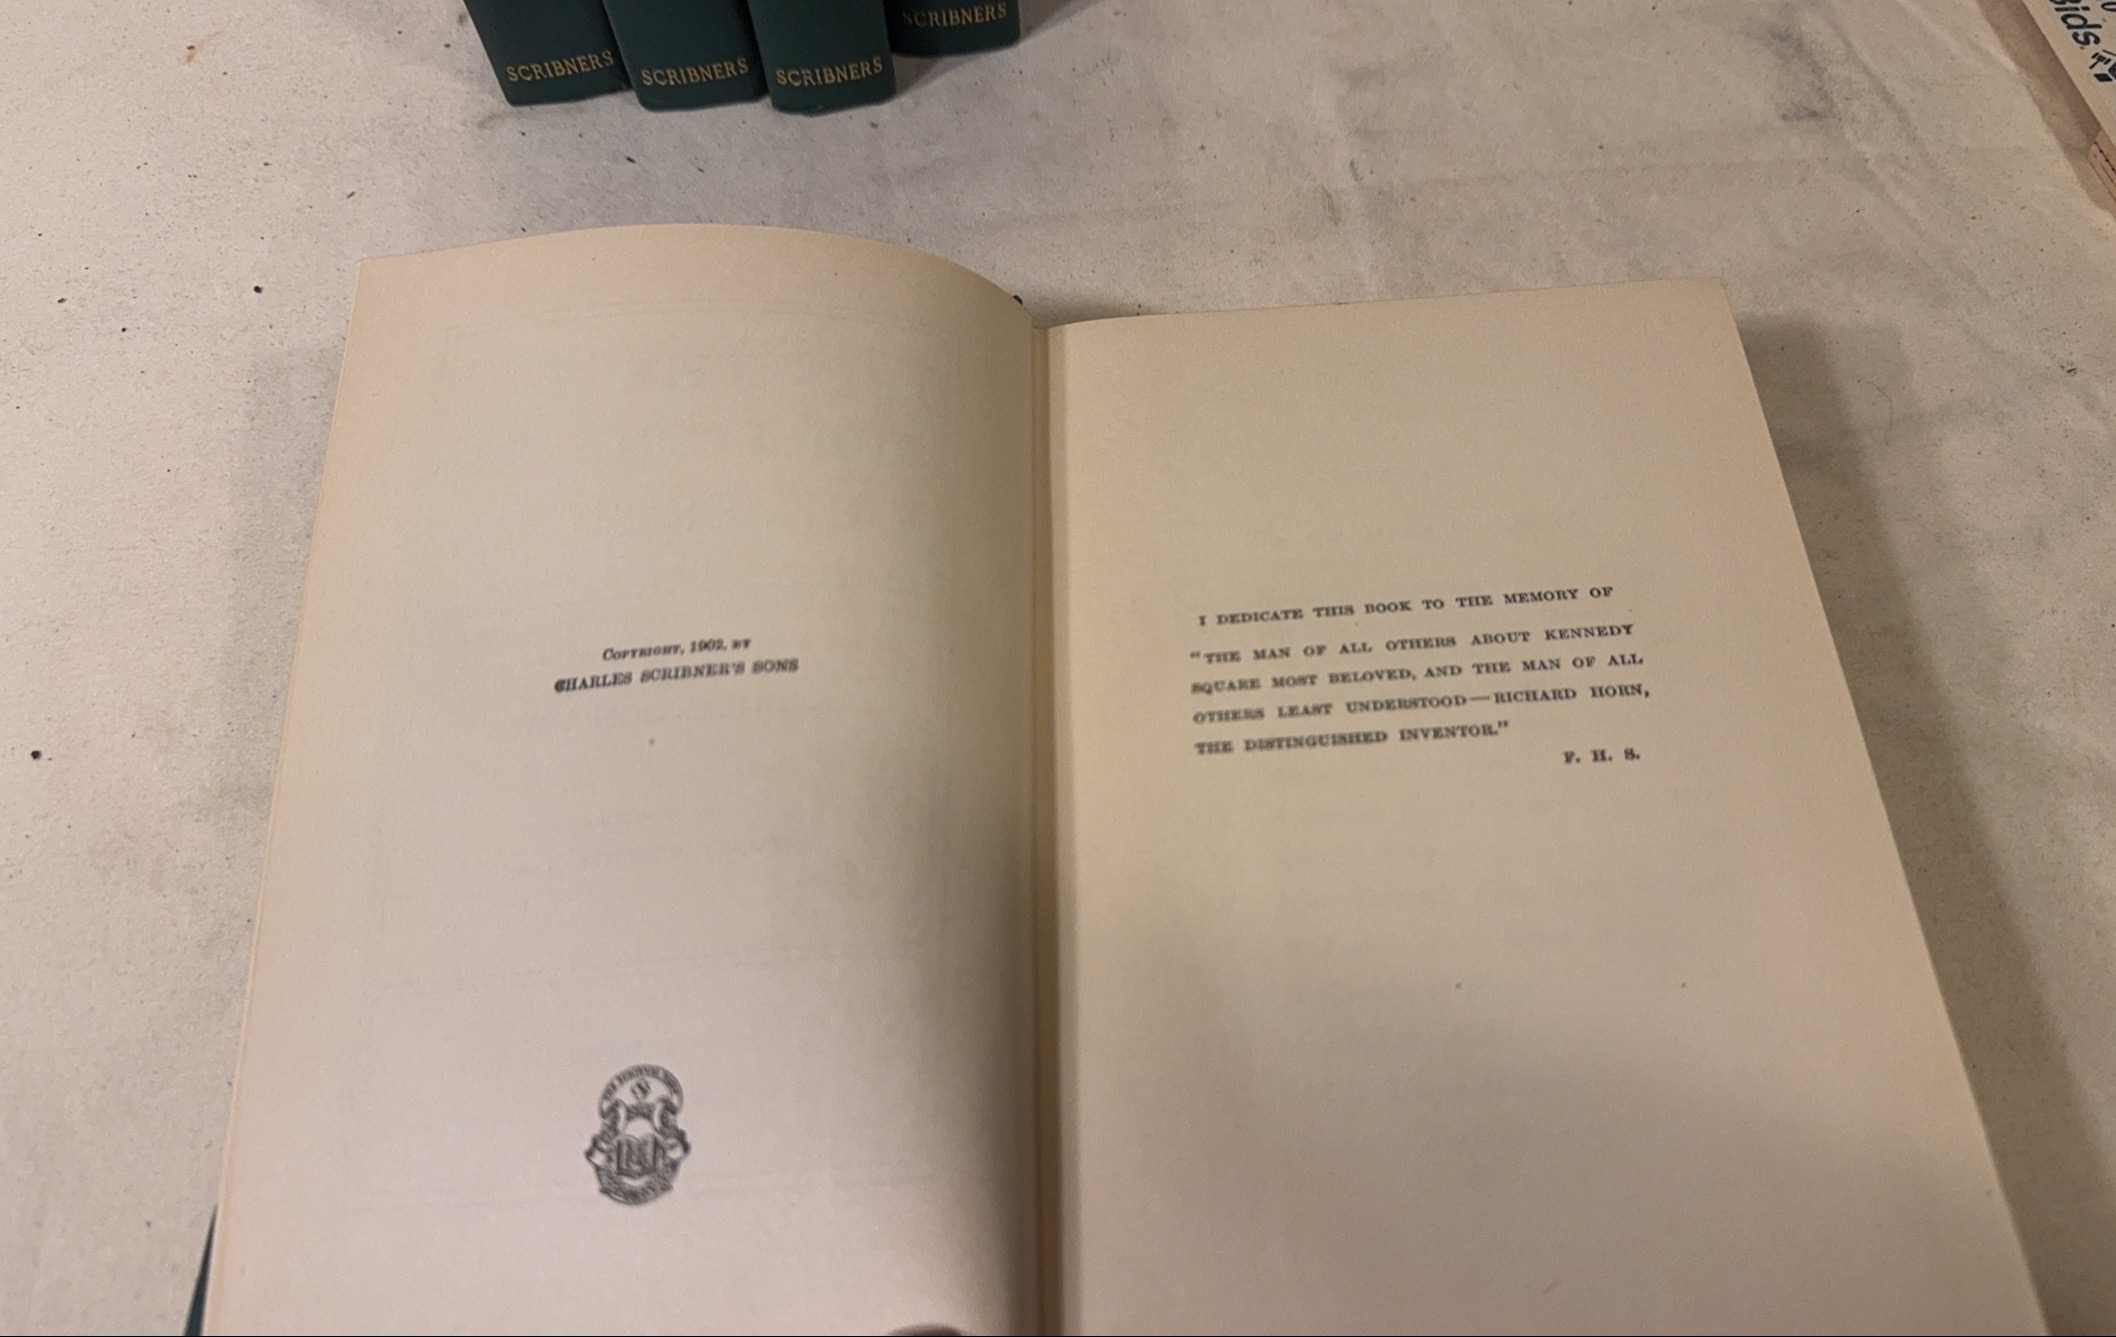 SCRIBNERS
SCRIBNERS
SCRIBNERS
SCRIBNERS
Bids.
COPYRIGHT, 1902, BY
CHARLES SCRIBNER'S SONS
I DEDICATE THIS BOOK TO THE MEMORY OF
"THE MAN OF ALL OTHERS ABOUT KENNEDY
SQUARE MOST BELOVED, AND THE MAN OF ALL
OTHERS LEAST UNDERSTOOD—RICHARD HORN,
THE DISTINGUISHED INVENTOR."
F. H. S.